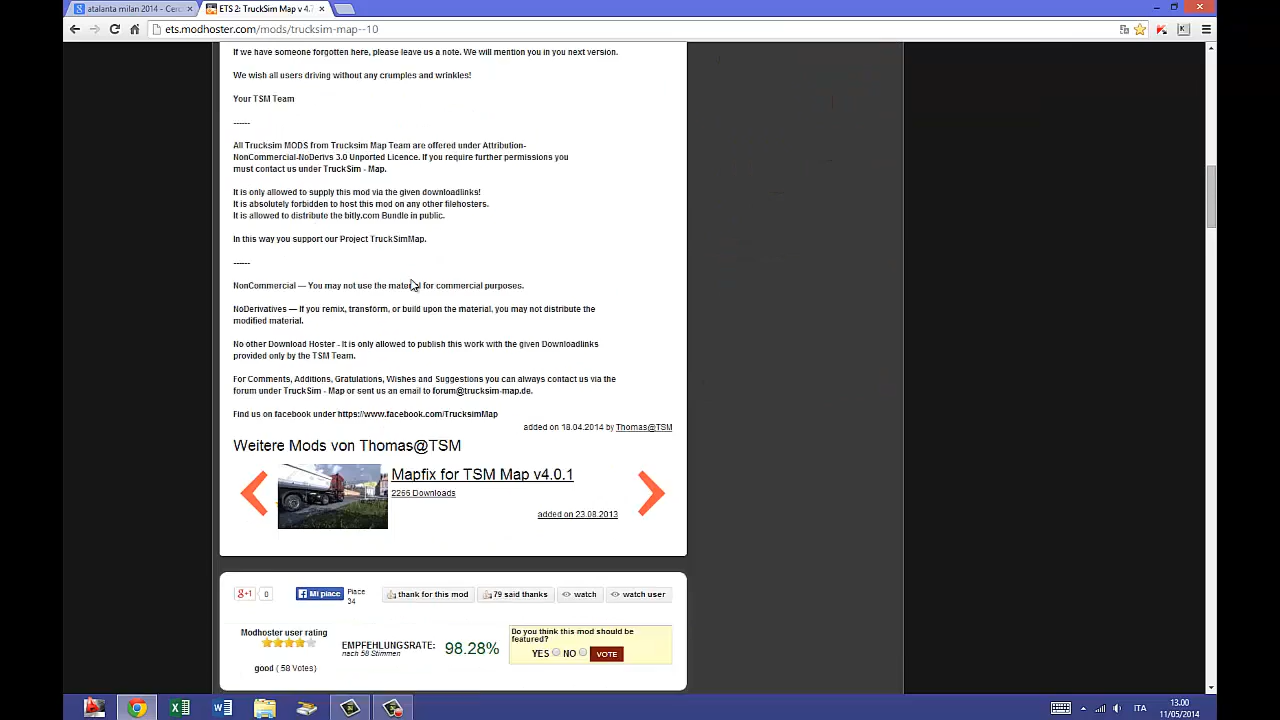 atalanta milan 2014 - Cerc
ETS 2: TruckSim Map v 4.7
ets.modhoster.com/mods/trucksim-map--10
If we have someone forgotten here, please leave us a note. We will mention you in you next version.
We wish all users driving without any crumples and wrinkles!
Your TSM Team
------
All Trucksim MODS from Trucksim Map Team are offered under Attribution-
NonCommercial-NoDerivs 3.0 Unported Licence. If you require further permissions you
must contact us under TruckSim - Map.
It is only allowed to supply this mod via the given downloadlinks!
It is absolutely forbidden to host this mod on any other filehosters.
It is allowed to distribute the bitly.com Bundle in public.
In this way you support our Project TruckSimMap.
------
NonCommercial — You may not use the material for commercial purposes.
NoDerivatives — If you remix, transform, or build upon the material, you may not distribute the
modified material.
No other Download Hoster - It is only allowed to publish this work with the given Downloadlinks
provided only by the TSM Team.
For Comments, Additions, Gratulations, Wishes and Suggestions you can always contact us via the
forum under TruckSim - Map or sent us an email to forum@trucksim-map.de.
Find us on facebook under https://www.facebook.com/TrucksimMap
added on 18.04.2014 by Thomas@TSM
Weitere Mods von Thomas@TSM
Mapfix for TSM Map v4.0.1
2266 Downloads
added on 23.08.2013
g+1 0 Mi piace Piace
34
thank for this mod 79 said thanks watch watch user
Modhoster user rating
good ( 58 Votes)
EMPFEHLUNGSRATE: 98.28%
nach 58 Stimmen
Do you think this mod should be
featured?
YES NO VOTE
ITA 13.00
11/05/2014